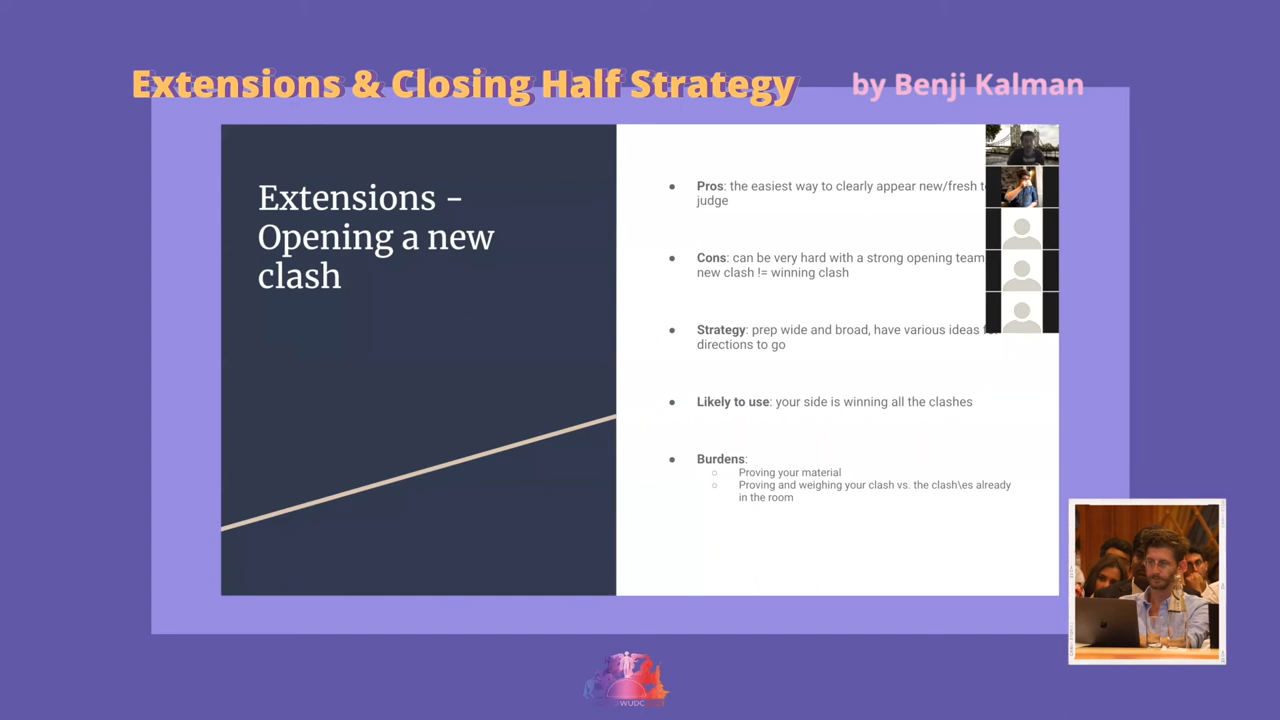 Extensions & Closing Half Strategy
by Benji Kalman
Extensions -
Opening a new
clash
Pros: the easiest way to clearly appear new/fresh
judge
Cons: can be very hard with a strong opening team
new clash != winning clash
Strategy: prep wide and broad, have various ideas
directions to go
Likely to use: your side is winning all the clashes
Burdens:
Proving your material
Proving and weighing your clash vs. the clash\es already
in the room
WUDC